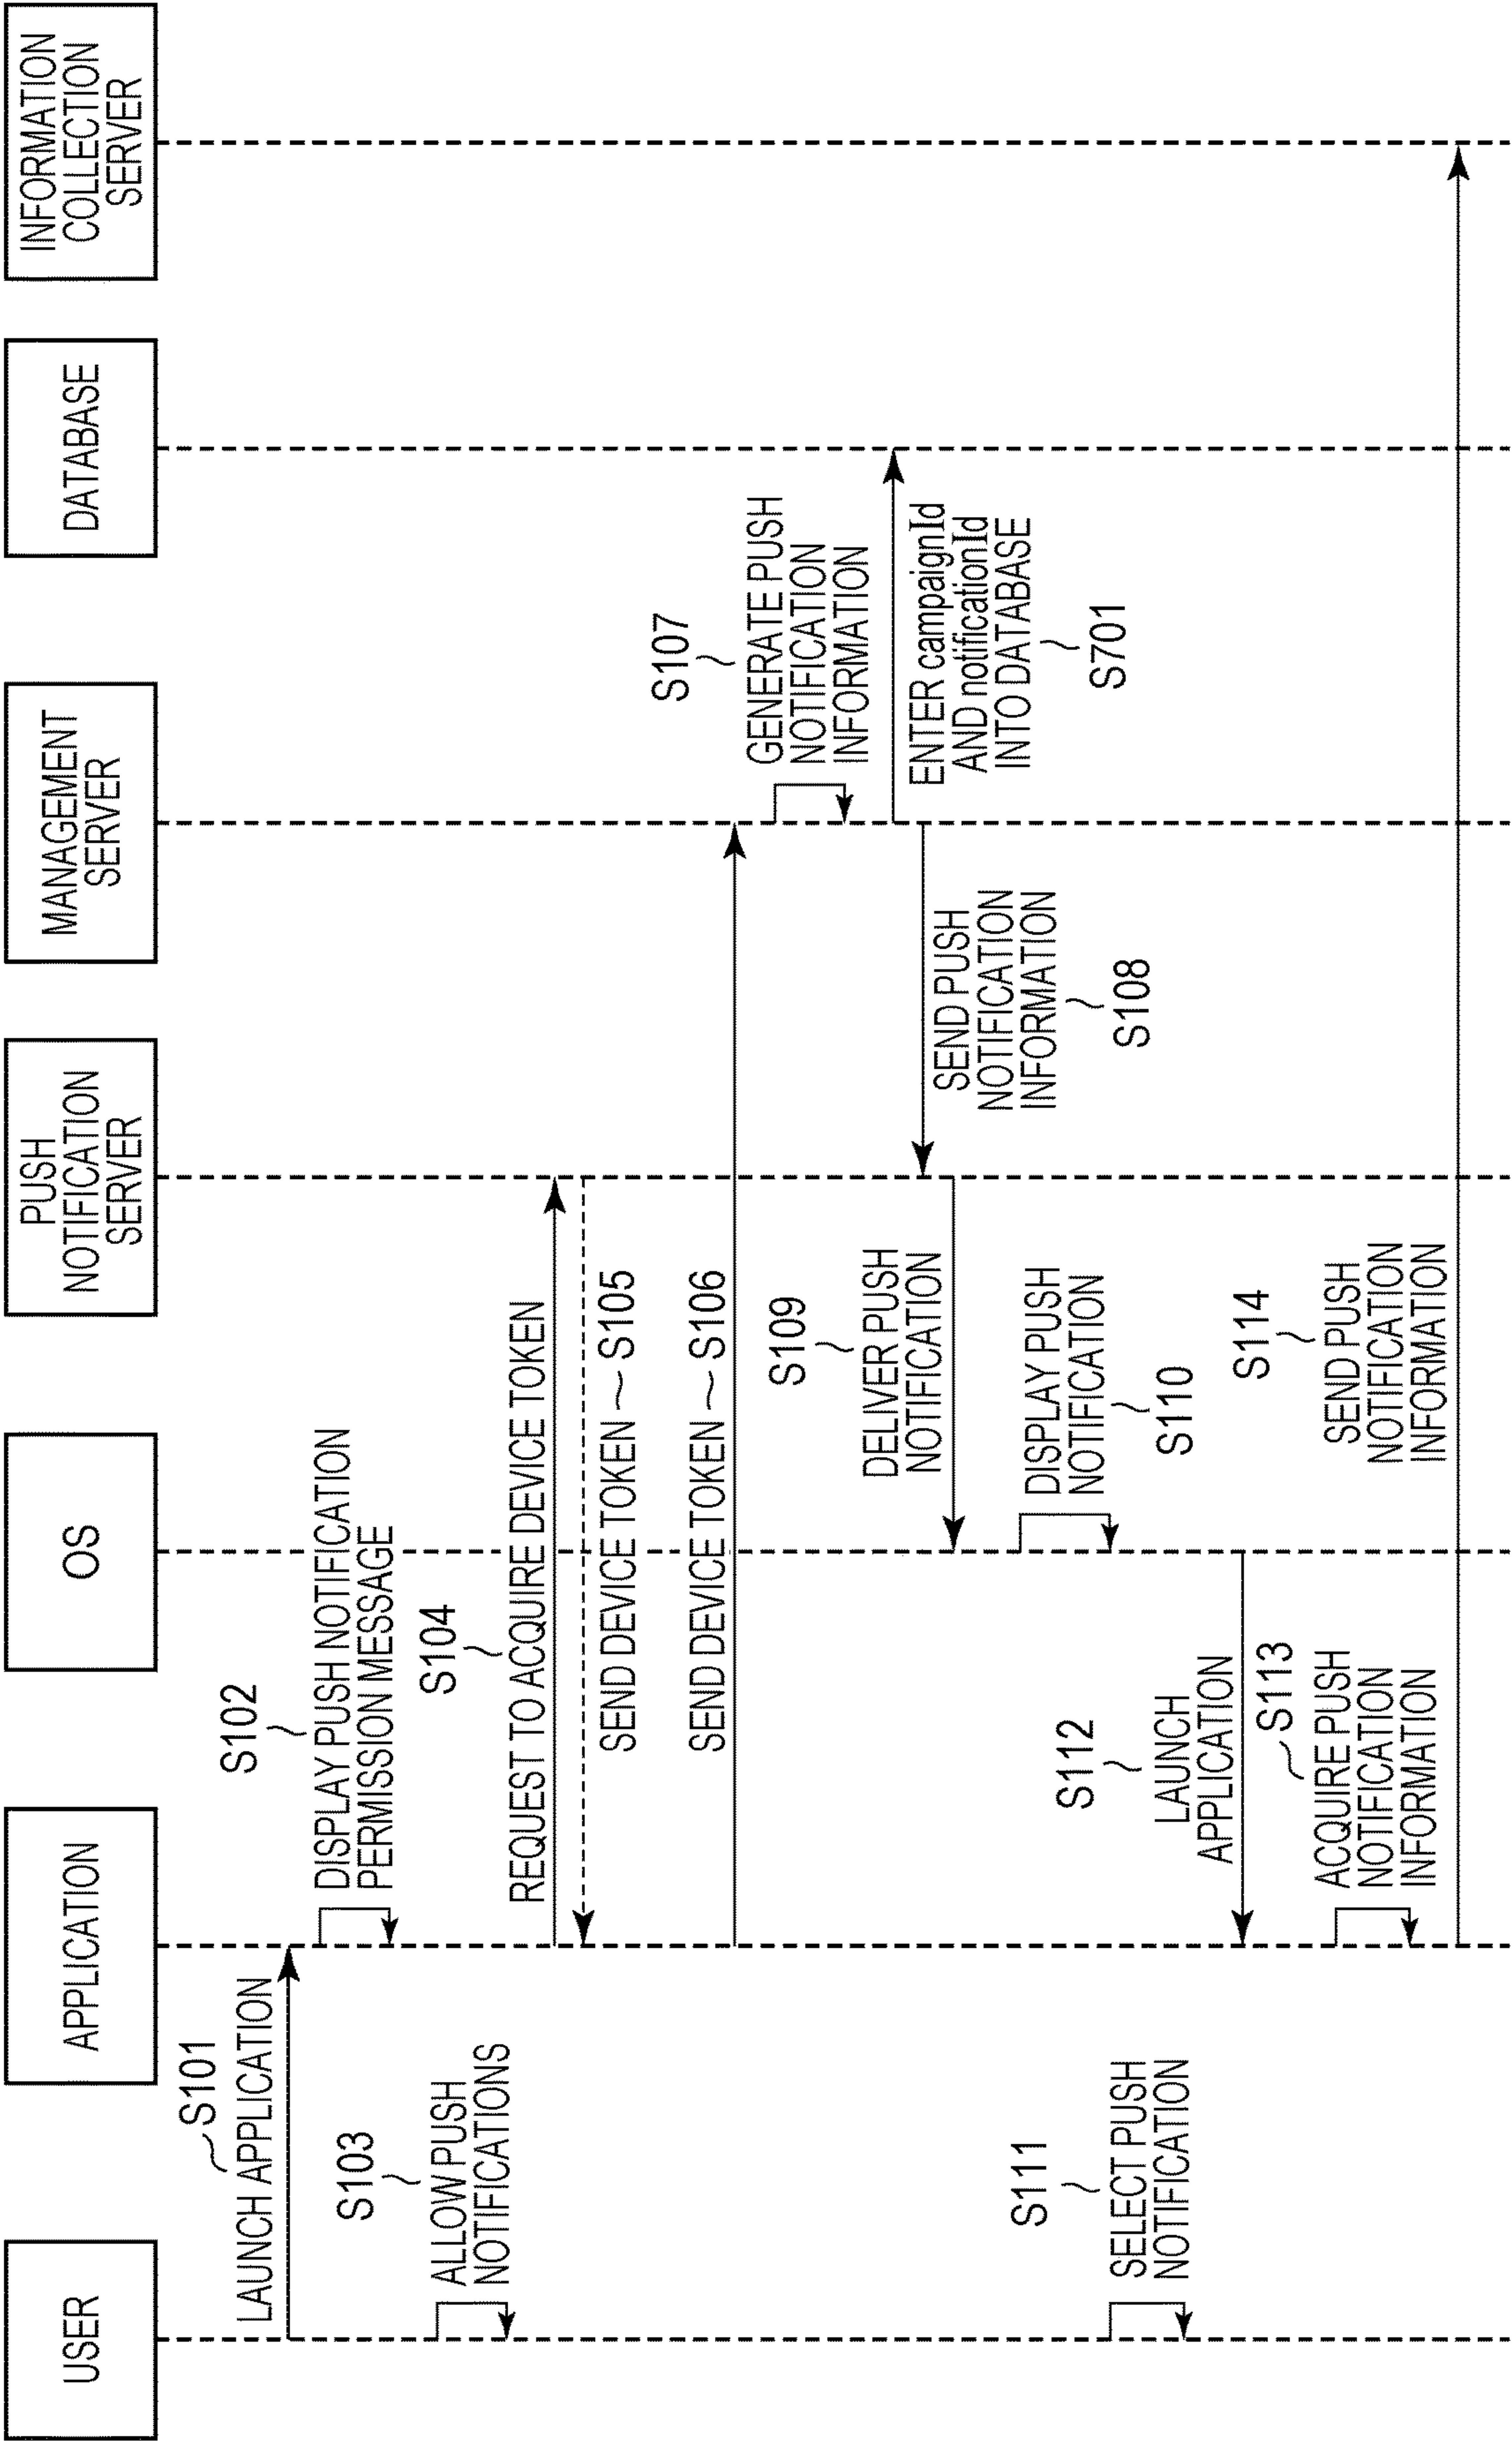 USER
APPLICATION
OS
PUSH
NOTIFICATION
SERVER
MANAGEMENT
SERVER
DATABASE
INFORMATION
COLLECTION
SERVER
S101
LAUNCH APPLICATION
S102
DISPLAY PUSH NOTIFICATION
PERMISSION MESSAGE
S103
ALLOW PUSH
NOTIFICATIONS
S104
REQUEST TO ACQUIRE DEVICE TOKEN
SEND DEVICE TOKEN S105
SEND DEVICE TOKEN S106
S107
GENERATE PUSH
NOTIFICATION
INFORMATION
ENTER campaignId
AND notificationId
INTO DATABASE
S701
SEND PUSH
NOTIFICATION
INFORMATION
S108
S109
DELIVER PUSH
NOTIFICATION
DISPLAY PUSH
NOTIFICATION
S110
S111
SELECT PUSH
NOTIFICATION
S112
LAUNCH
APPLICATION
S113
ACQUIRE PUSH
NOTIFICATION
INFORMATION
S114
SEND PUSH
NOTIFICATION
INFORMATION